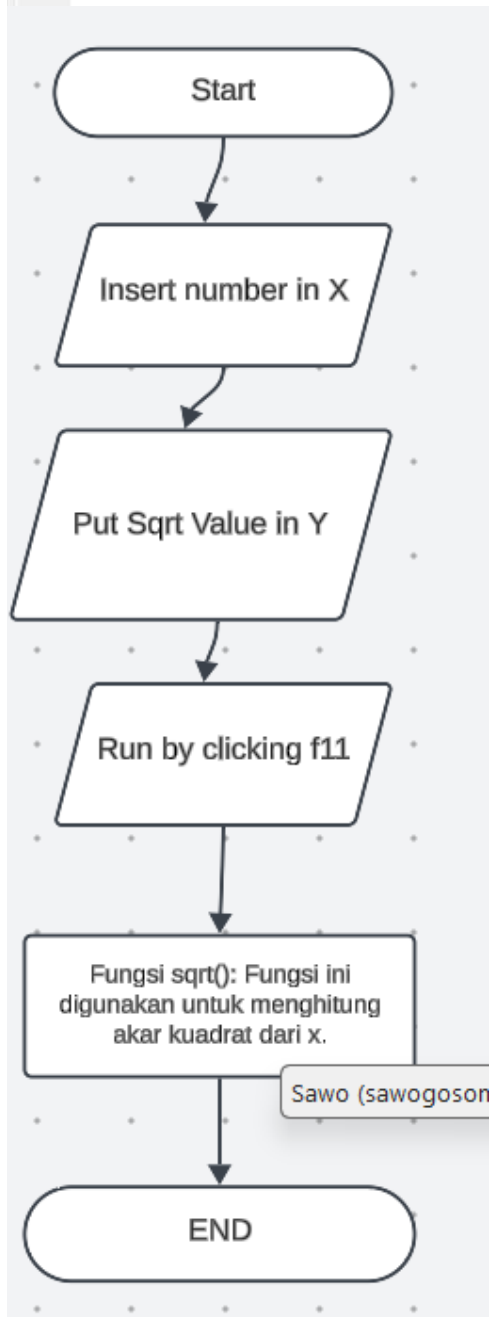 Start
Insert number in X
Put Sqrt Value in Y
Run by clicking f11
Fungsi sqrt(): Fungsi ini
digunakan untuk menghitung
akar kuadrat dari x.
Sawo (sawogoson
END